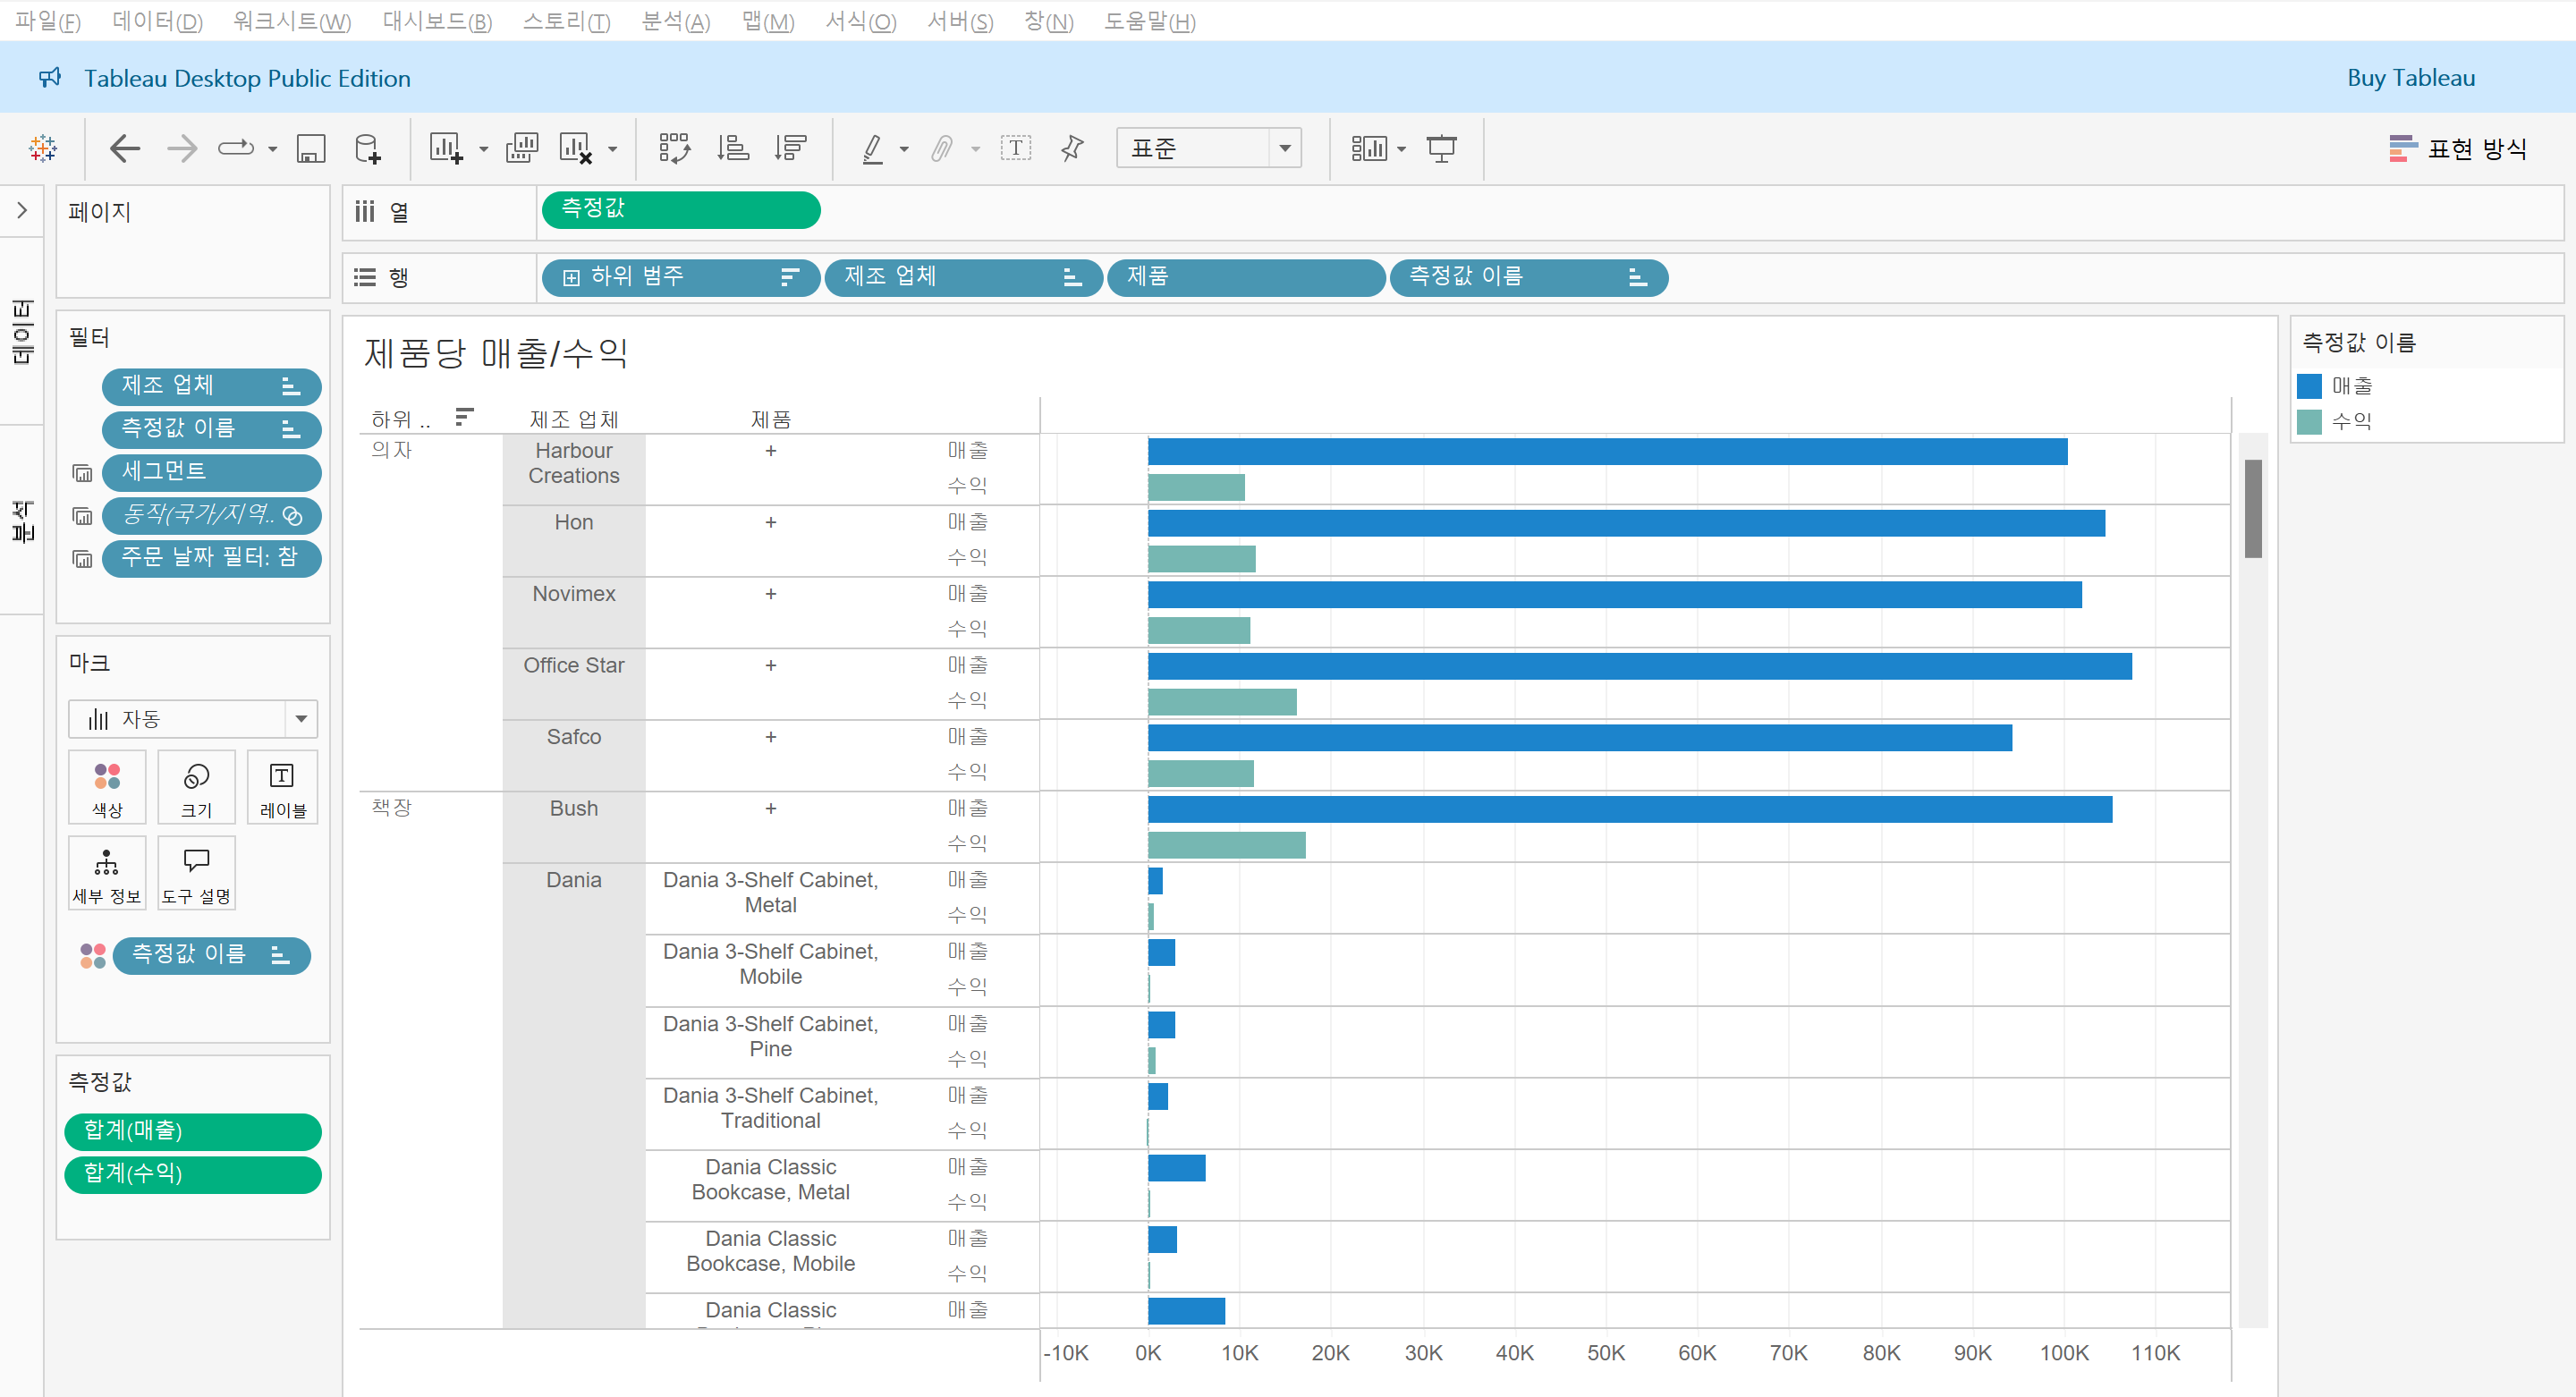 파일(F) 데이터(D) 워크시트(W) 대시보드(B) 스토리(T) 분석(A) 맵(M) 서식(O) 서버(S) 창(N) 도움말(H)
Tableau Desktop Public Edition
Buy Tableau
표준
표현 방식
데이터
분석
페이지
필터
제조 업체
측정값 이름
세그먼트
동작(국가/지역..
주문 날짜 필터: 참
마크
자동
색상
크기
레이블
세부 정보
도구 설명
측정값 이름
측정값
합계(매출)
합계(수익)
열
측정값
행
하위 범주
제조 업체
제품
측정값 이름
제품당 매출/수익
하위 .. 제조 업체 제품
의자
Harbour
Creations
+
매출
수익
Hon
+
매출
수익
Novimex
+
매출
수익
Office Star
+
매출
수익
Safco
+
매출
수익
책장
Bush
+
매출
수익
Dania
Dania 3-Shelf Cabinet,
Metal
매출
수익
Dania 3-Shelf Cabinet,
Mobile
매출
수익
Dania 3-Shelf Cabinet,
Pine
매출
수익
Dania 3-Shelf Cabinet,
Traditional
매출
수익
Dania Classic
Bookcase, Metal
매출
수익
Dania Classic
Bookcase, Mobile
매출
수익
Dania Classic
매출
-10K 0K 10K 20K 30K 40K 50K 60K 70K 80K 90K 100K 110K
측정값 이름
매출
수익